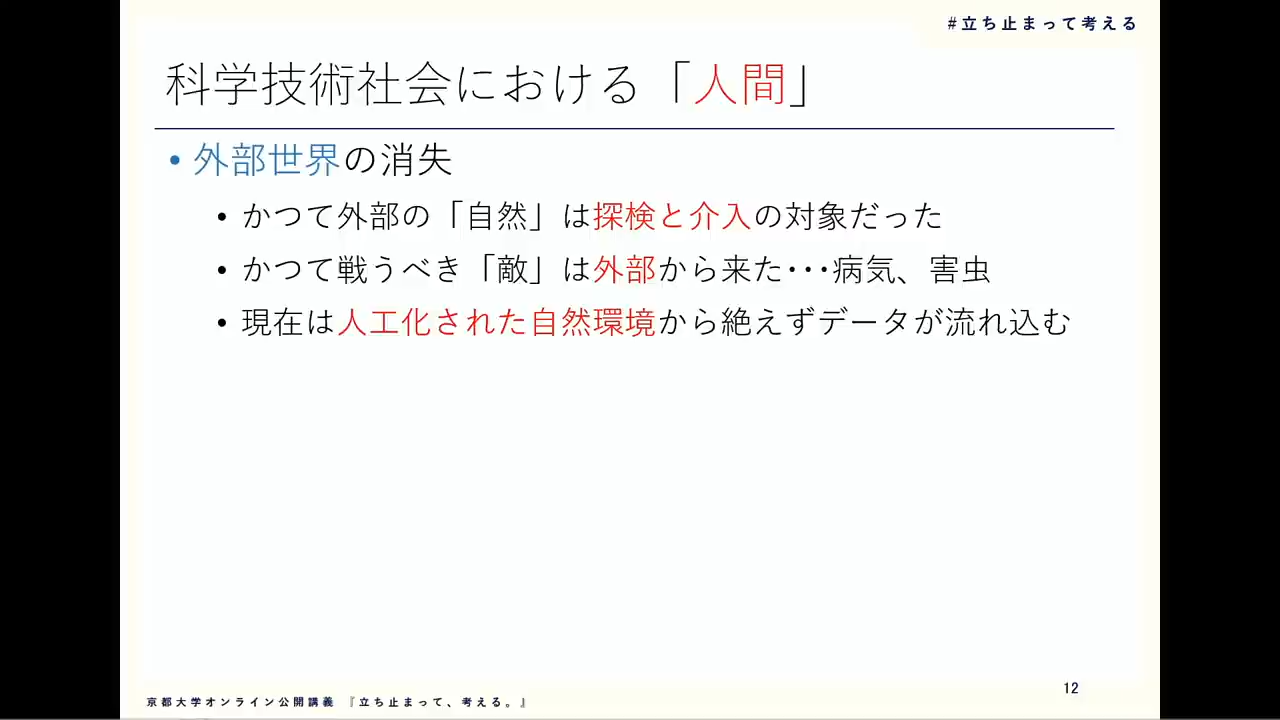 #立ち止まって考える
科学技術社会における「人間」
• 外部世界の消失
• かつて外部の「自然」は探検と介入の対象だった
• かつて戦うべき「敵」は外部から来た･･･病気、害虫
• 現在は人工化された自然環境から絶えずデータが流れ込む
12
京都大学オンライン公開講義 『立ち止まって、考える。』